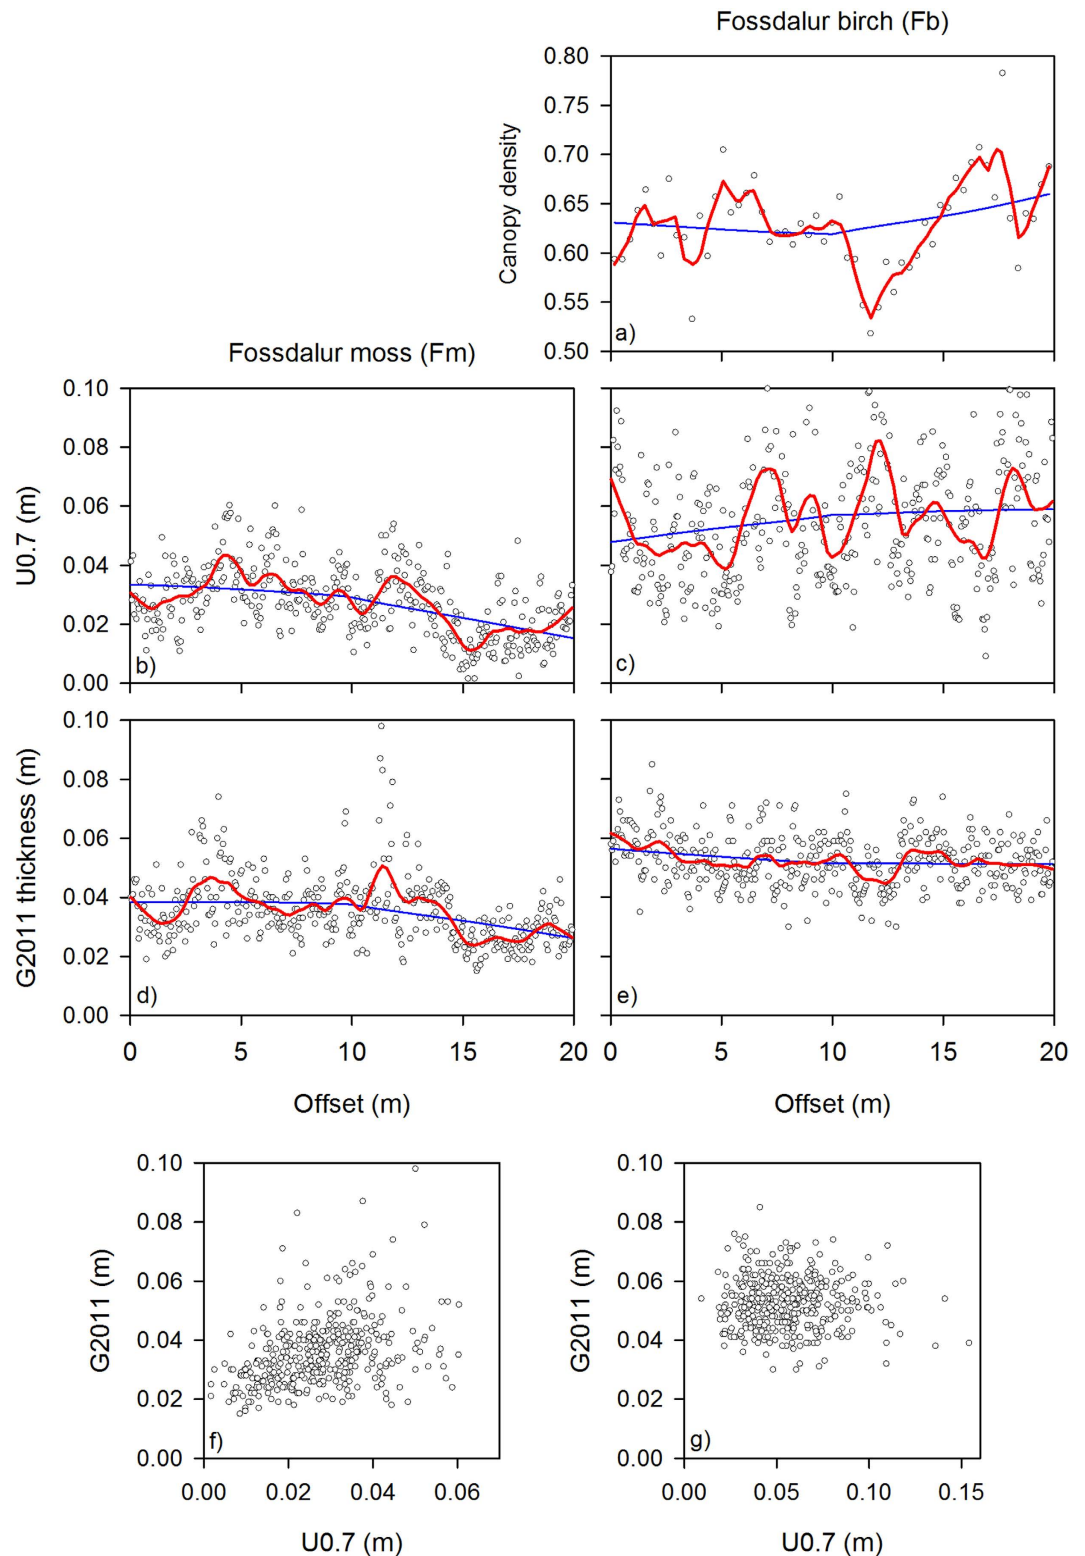 Fossdalur birch (Fb)
0.80
0.75
0.70
0.65
0.60
0.55
0.50
Canopy density
a)
Fossdalur moss (Fm)
0.10
0.08
0.06
0.04
0.02
0.00
U0.7 (m)
b)
c)
0.10
0.08
0.06
0.04
0.02
0.00
G2011 thickness (m)
d)
e)
0 5 10 15 20
0 5 10 15 20
Offset (m)
Offset (m)
0.10
0.08
0.06
0.04
0.02
0.00
G2011 (m)
f)
0.00 0.02 0.04 0.06
U0.7 (m)
0.10
0.08
0.06
0.04
0.02
0.00
G2011 (m)
g)
0.00 0.05 0.10 0.15
U0.7 (m)